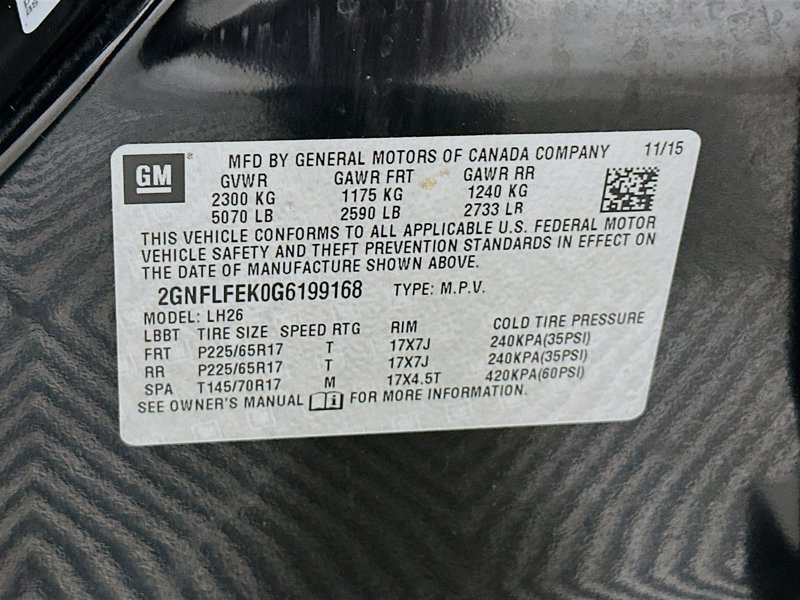 GM MFD BY GENERAL MOTORS OF CANADA COMPANY 11/15
GVWR GAWR FRT GAWR RR
2300 KG 1175 KG 1240 KG
5070 LB 2590 LB 2733 LB
THIS VEHICLE CONFORMS TO ALL APPLICABLE U.S. FEDERAL MOTOR
VEHICLE SAFETY AND THEFT PREVENTION STANDARDS IN EFFECT ON
THE DATE OF MANUFACTURE SHOWN ABOVE.
2GNFLFEK0G6199168 TYPE: M.P.V.
MODEL: LH26
LBBT TIRE SIZE SPEED RTG RIM COLD TIRE PRESSURE
FRT P225/65R17 T 17X7J 240KPA(35PSI)
RR P225/65R17 T 17X7J 240KPA(35PSI)
SPA T145/70R17 M 17X4.5T 420KPA(60PSI)
SEE OWNER'S MANUAL FOR MORE INFORMATION.